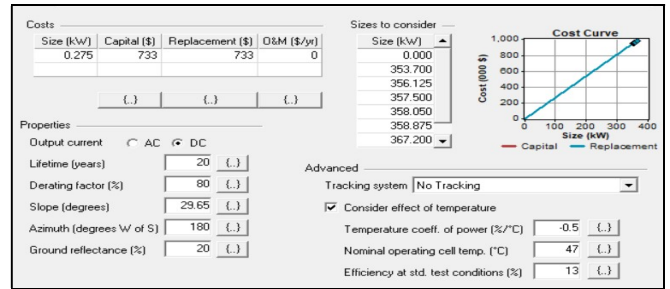 Costs
Size (kW) Capital ($) Replacement ($) O&M ($/yr)
0.275 733 733 0
{..} {..} {..}
Sizes to consider
Size (kW)
0.000
353.700
356.125
357.500
358.050
358.875
367.200
Cost Curve
Cost (000 $)
1,000
800
600
400
200
0
0 100 200 300 400
Size (kW)
Capital Replacement
Properties
Output current AC DC
Lifetime (years) 20 {..}
Derating factor (%) 80 {..}
Slope (degrees) 29.65 {..}
Azimuth (degrees W of S) 180 {..}
Ground reflectance (%) 20 {..}
Advanced
Tracking system No Tracking
Consider effect of temperature
Temperature coeff. of power (%/°C) -0.5 {..}
Nominal operating cell temp. (°C) 47 {..}
Efficiency at std. test conditions (%) 13 {..}